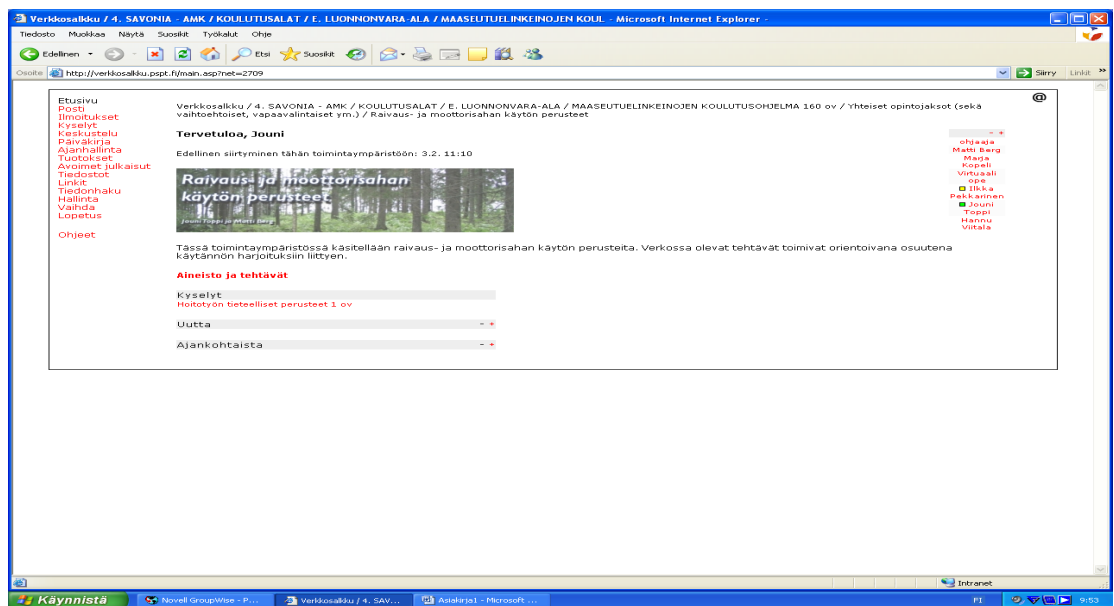 Verkkosalkku / 4. SAVONIA - AMK / KOULUTUSALAT / E. LUONNONVARA-ALA / MAASEUTUELINKEINOJEN KOUL - Microsoft Internet Explorer -
Tiedosto Muokkaa Näytä Suosikit Työkalut Ohje
Edellinen Etsi Suosikit
Osoite http://verkkosalkku.pspt.fi/main.asp?net=2709 Siirry Linkit »
@
Etusivu
Posti
Ilmoitukset
Kyselyt
Keskustelu
Päiväkirja
Ajanhallinta
Tuotokset
Avoimet julkaisut
Tiedostot
Linkit
Tiedonhaku
Hallinta
Vaihda
Lopetus
Ohjeet
Verkkosalkku / 4. SAVONIA - AMK / KOULUTUSALAT / E. LUONNONVARA-ALA / MAASEUTUELINKEINOJEN KOULUTUSOHJELMA 160 ov / Yhteiset opintojaksot (sekä
vaihtoehtoiset, vapaavalintaiset ym.) / Raivaus- ja moottorisahan käytön perusteet
Tervetuloa, Jouni
Edellinen siirtyminen tähän toimintaympäristöön: 3.2. 11:10
Raivaus- ja moottorisahan
käytön perusteet
Jouni Toppi ja Matti Berg
Tässä toimintaympäristössä käsitellään raivaus- ja moottorisahan käytön perusteita. Verkossa olevat tehtävät toimivat orientoivana osuutena
käytännön harjoituksiin liittyen.
Aineisto ja tehtävät
Kyselyt
Hoitotyön tieteelliset perusteet 1 ov
Uutta - +
Ajankohtaista - +
- +
ohjaaja
Matti Berg
Marja
Kopeli
Virtuaali
ope
Ilkka
Pekkarinen
Jouni
Toppi
Hannu
Viitala
Intranet
Käynnistä Novell GroupWise - P... Verkkosalkku / 4. SAV... Asiakirja1 - Microsoft ... FI 9:53